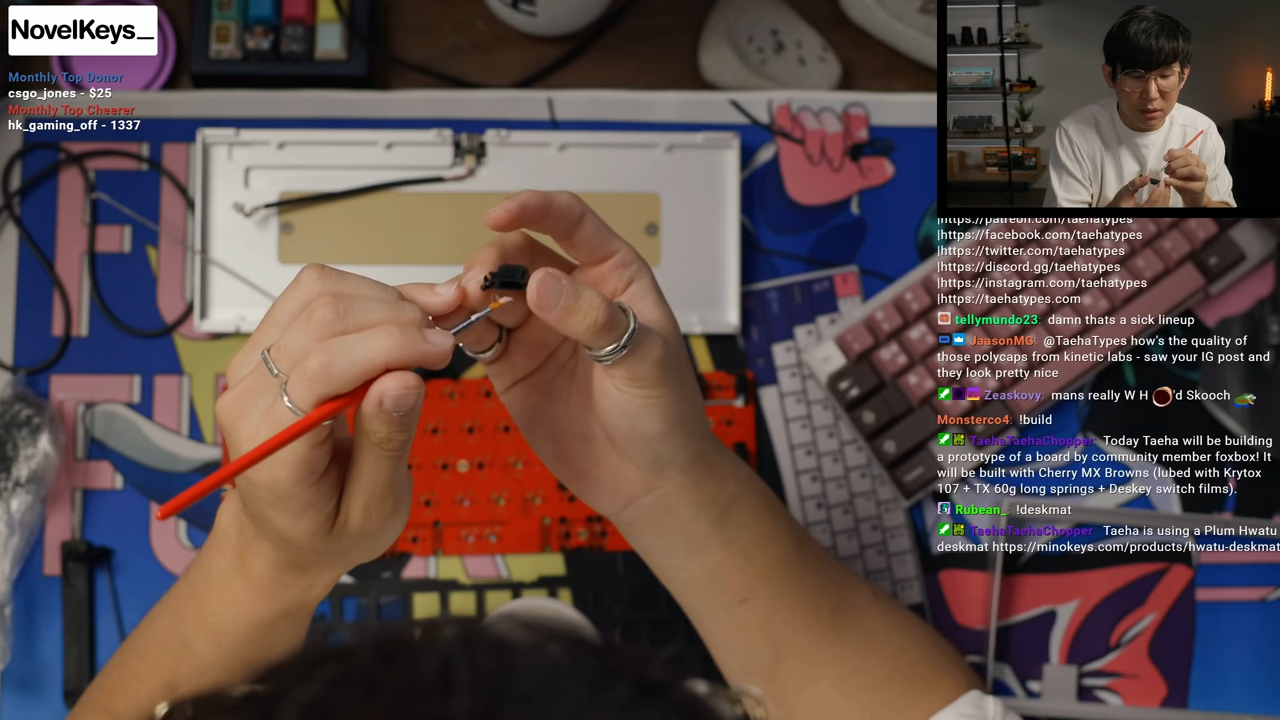 NovelKeys_
Monthly Top Donor
csgo_jones - $25
Monthly Top Cheerer
hk_gaming_off - 1337
|https://patreon.com/taehatypes
|https://facebook.com/taehatypes
|https://twitter.com/taehatypes
|https://discord.gg/taehatypes
|https://instagram.com/taehatypes
|https://taehatypes.com
tellymundo23: damn thats a sick lineup
JaasonMG: @TaehaTypes how's the quality of
those polycaps from kinetic labs - saw your IG post and
they look pretty nice
Zeaskovy: mans really W H 'd Skooch
Monsterco4: !build
TaehaTaehaChopper: Today Taeha will be building
a prototype of a board by community member foxbox! It
will be built with Cherry MX Browns (lubed with Krytox
107 + TX 60g long springs + Deskey switch films).
Rubean_: !deskmat
TaehaTaehaChopper: Taeha is using a Plum Hwatu
deskmat https://minokeys.com/products/hwatu-deskmat